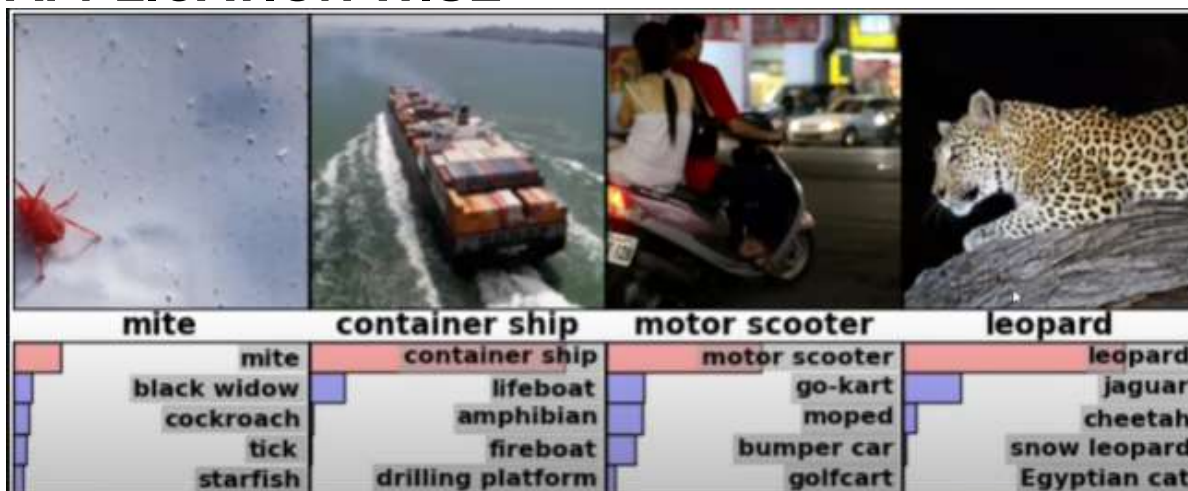 mite container ship motor scooter leopard
mite container ship motor scooter leopard
black widow lifeboat go-kart jaguar
cockroach amphibian moped cheetah
tick fireboat bumper car snow leopard
starfish drilling platform golfcart Egyptian cat